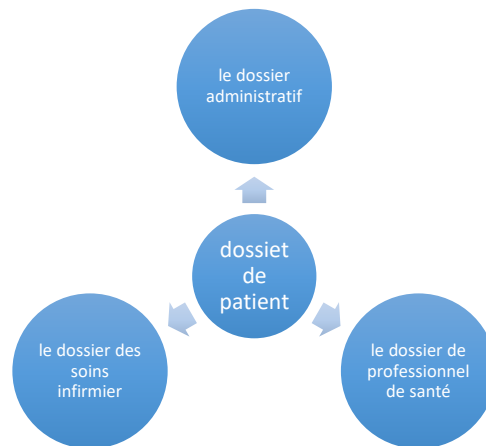 le dossier
administratif
dossiet
de
patient
le dossier des
soins
infirmier
le dossier de
professionnel
de santé